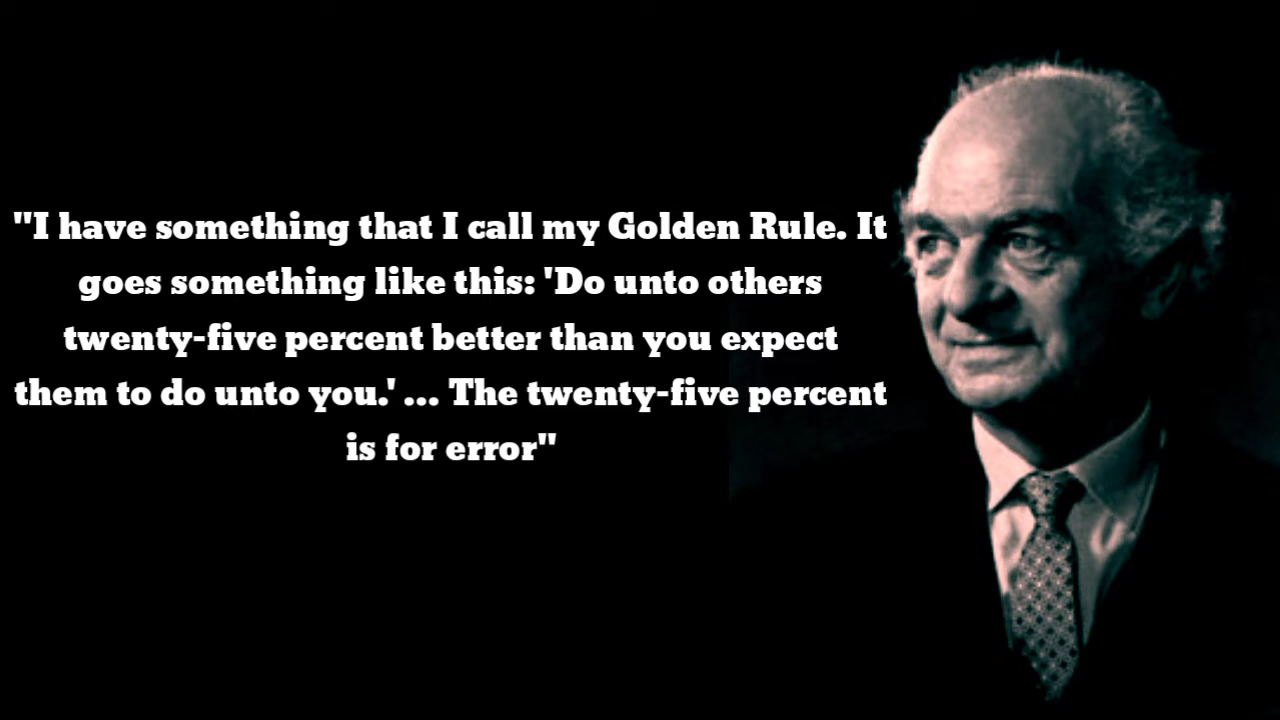 "I have something that I call my Golden Rule. It
goes something like this: 'Do unto others
twenty-five percent better than you expect
them to do unto you.' ... The twenty-five percent
is for error"